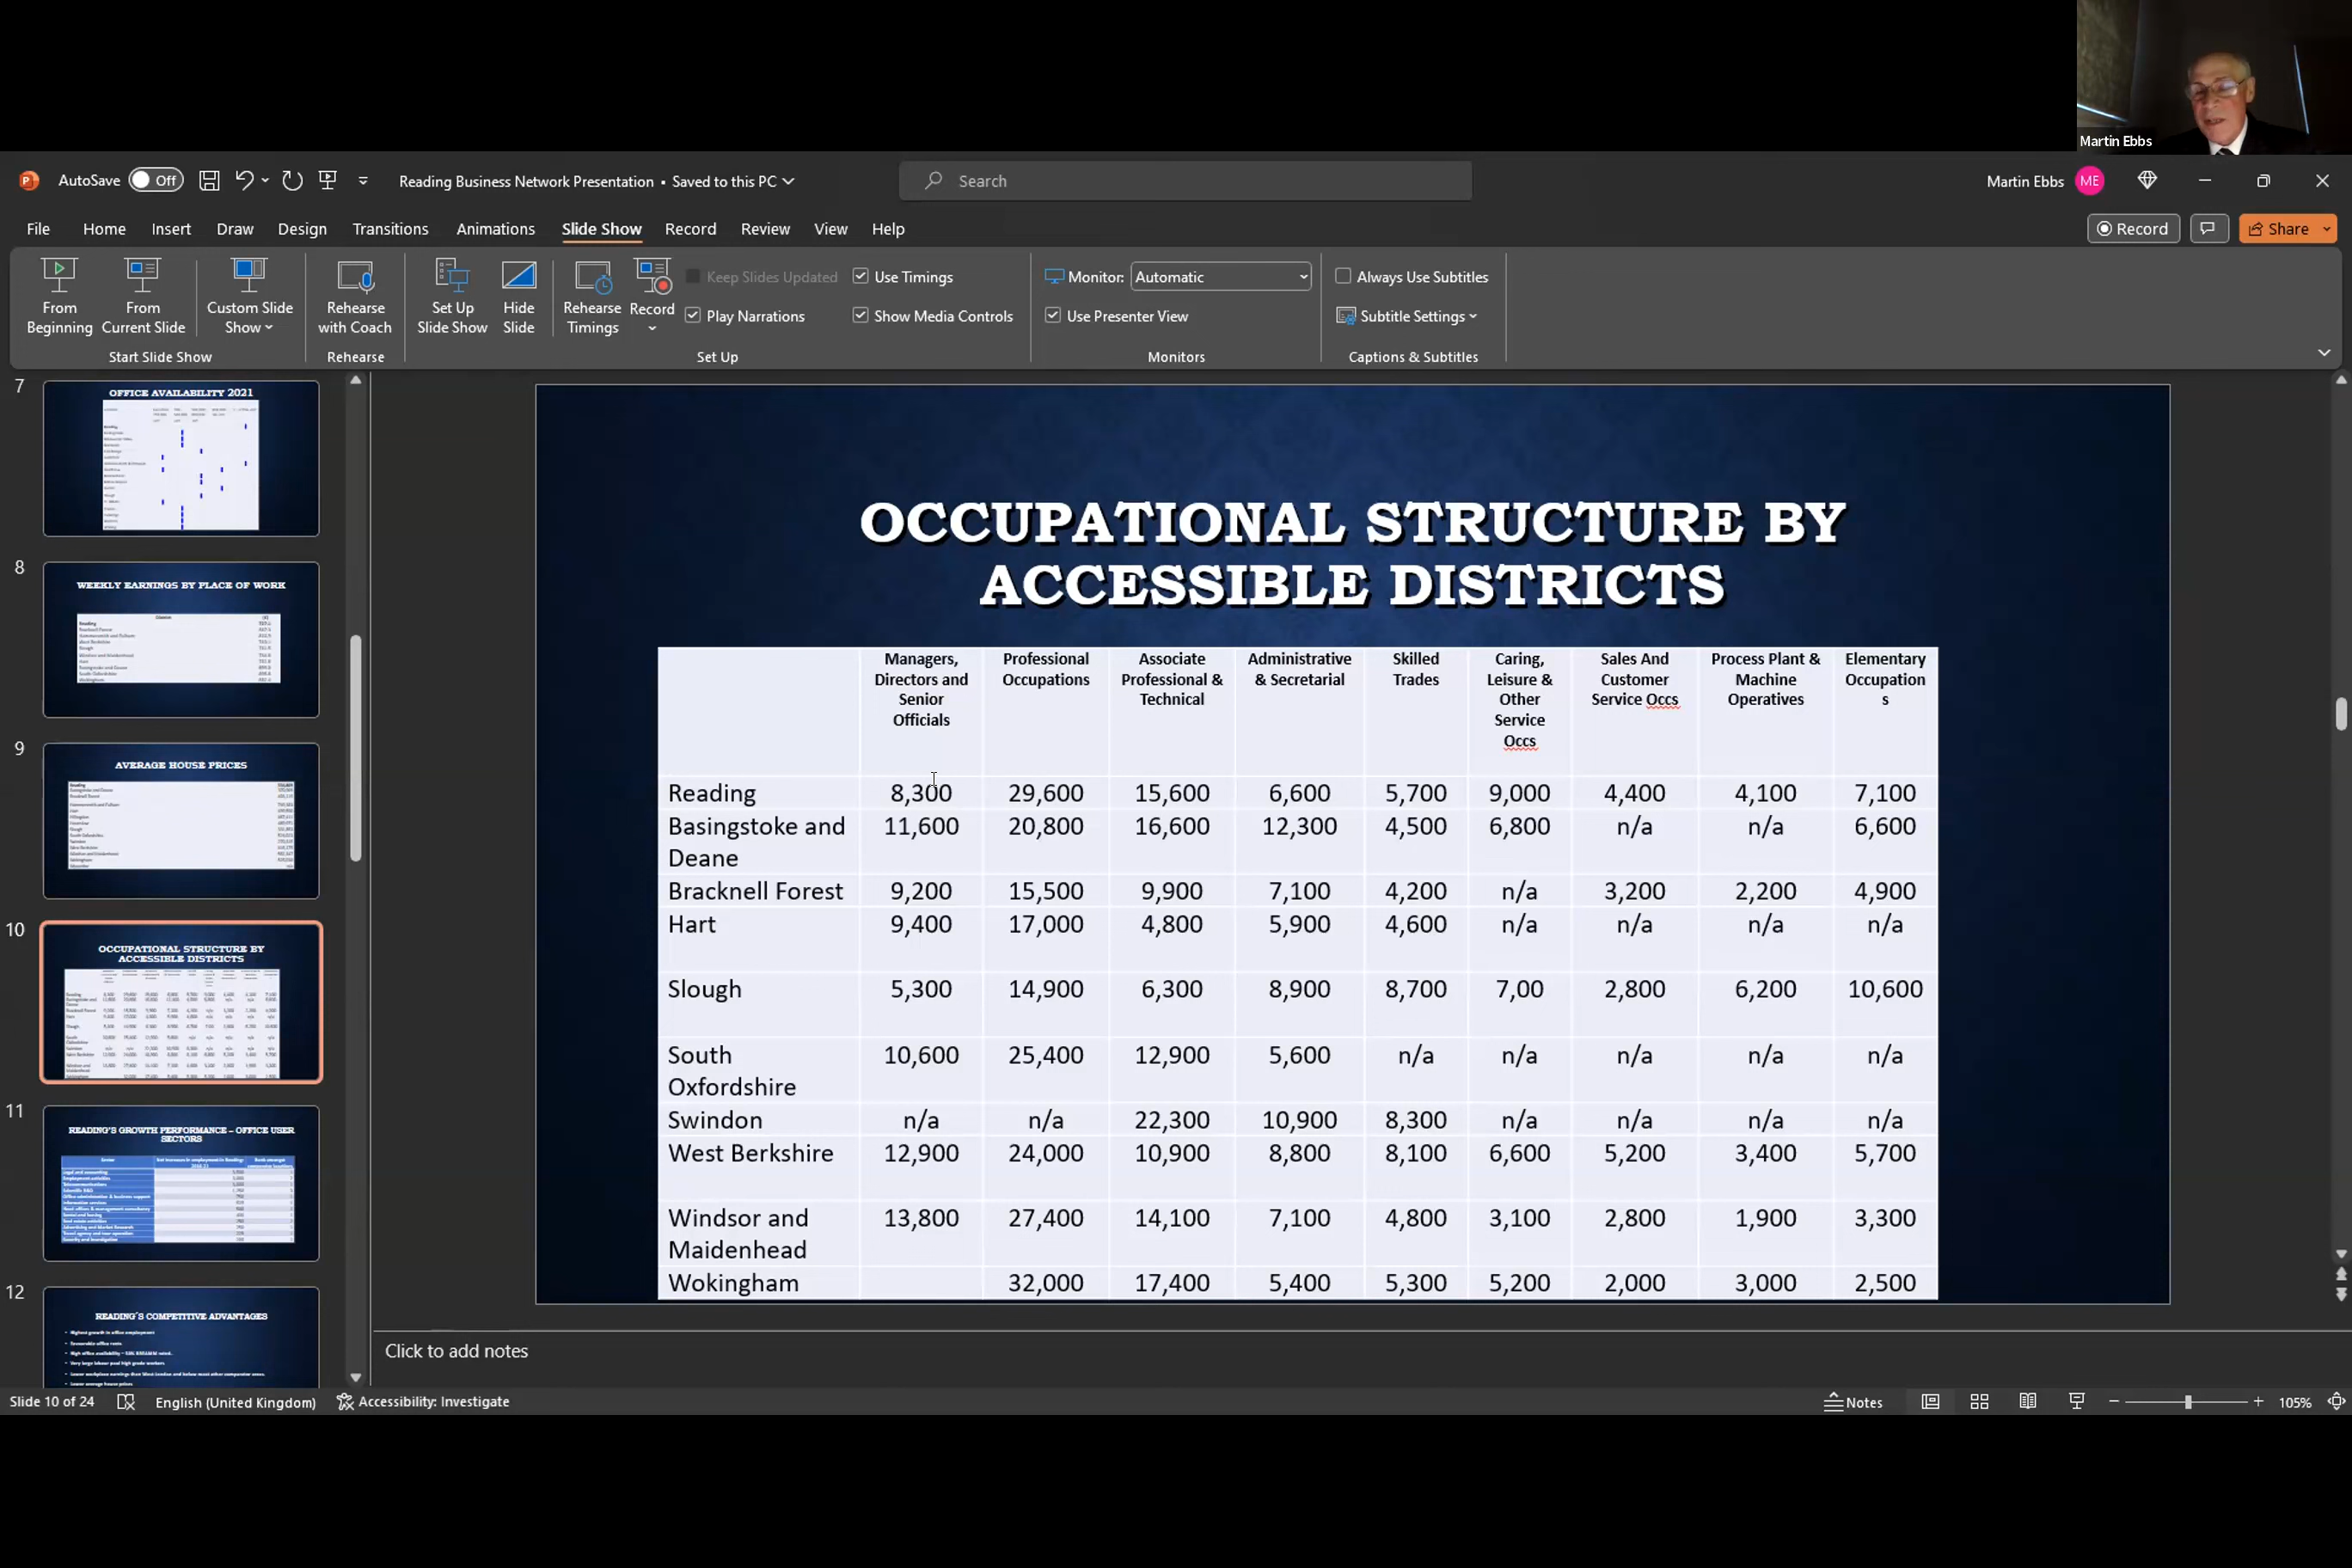 Martin Ebbs
AutoSave Off Reading Business Network Presentation • Saved to this PC Search Martin Ebbs ME
File Home Insert Draw Design Transitions Animations Slide Show Record Review View Help Record Share
From Beginning
From Current Slide
Custom Slide Show
Rehearse with Coach
Set Up Slide Show
Hide Slide
Rehearse Timings
Record
Keep Slides Updated
Play Narrations
Use Timings
Show Media Controls
Monitor: Automatic
Use Presenter View
Always Use Subtitles
Subtitle Settings
Start Slide Show Rehearse Set Up Monitors Captions & Subtitles
7
OFFICE AVAILABILITY 2021
8
WEEKLY EARNINGS BY PLACE OF WORK
9
AVERAGE HOUSE PRICES
10
OCCUPATIONAL STRUCTURE BY
ACCESSIBLE DISTRICTS
11
READING'S GROWTH PERFORMANCE – OFFICE USER
SECTORS
12
READING'S COMPETITIVE ADVANTAGES
OCCUPATIONAL STRUCTURE BY
ACCESSIBLE DISTRICTS
Managers, Directors and Senior Officials
Professional Occupations
Associate Professional & Technical
Administrative & Secretarial
Skilled Trades
Caring, Leisure & Other Service Occs
Sales And Customer Service Occs
Process Plant & Machine Operatives
Elementary Occupation s
Reading 8,300 29,600 15,600 6,600 5,700 9,000 4,400 4,100 7,100
Basingstoke and Deane 11,600 20,800 16,600 12,300 4,500 6,800 n/a n/a 6,600
Bracknell Forest 9,200 15,500 9,900 7,100 4,200 n/a 3,200 2,200 4,900
Hart 9,400 17,000 4,800 5,900 4,600 n/a n/a n/a n/a
Slough 5,300 14,900 6,300 8,900 8,700 7,00 2,800 6,200 10,600
South Oxfordshire 10,600 25,400 12,900 5,600 n/a n/a n/a n/a n/a
Swindon n/a n/a 22,300 10,900 8,300 n/a n/a n/a n/a
West Berkshire 12,900 24,000 10,900 8,800 8,100 6,600 5,200 3,400 5,700
Windsor and Maidenhead 13,800 27,400 14,100 7,100 4,800 3,100 2,800 1,900 3,300
Wokingham 32,000 17,400 5,400 5,300 5,200 2,000 3,000 2,500
Click to add notes
Slide 10 of 24 English (United Kingdom) Accessibility: Investigate Notes 105%